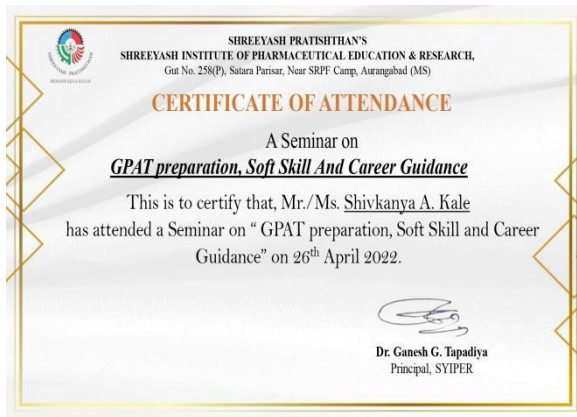 SHREEYASH PRATISHTHAN'S
SHREEYASH INSTITUTE OF PHARMACEUTICAL EDUCATION & RESEARCH,
Gut No. 258(P), Satara Parisar, Near SRPF Camp, Aurangabad (MS)
CERTIFICATE OF ATTENDANCE
A Seminar on
GPAT preparation, Soft Skill And Career Guidance
This is to certify that, Mr./Ms. Shivkanya A. Kale
has attended a Seminar on “ GPAT preparation, Soft Skill and Career
Guidance” on 26th April 2022.
Dr. Ganesh G. Tapadiya
Principal, SYIPER